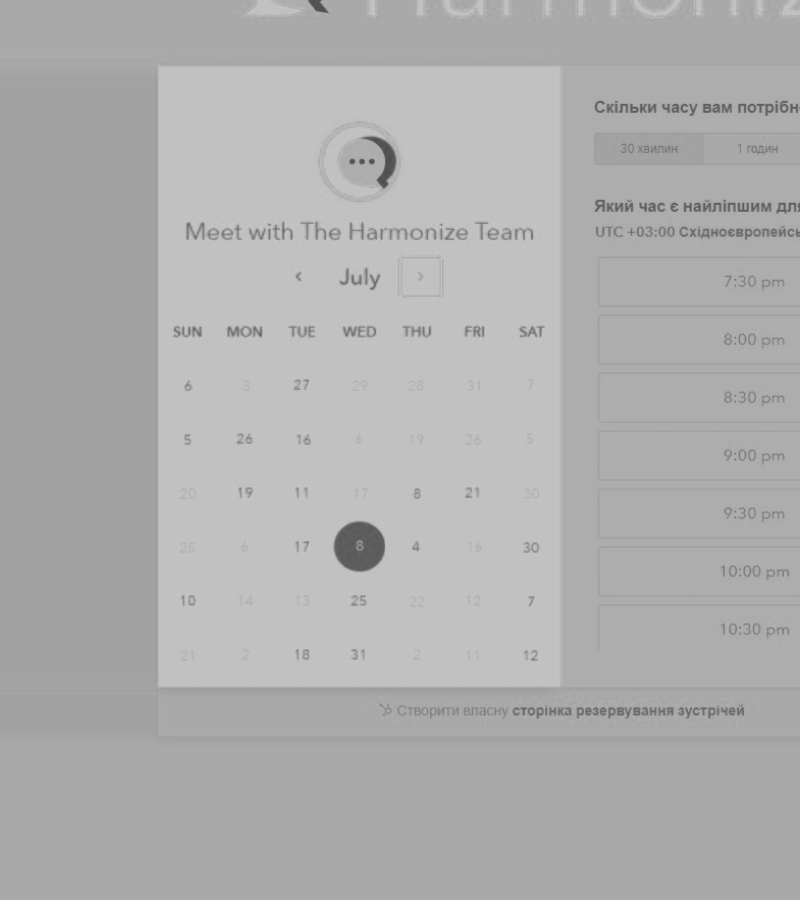 Harmoniz
Meet with The Harmonize Team
‹ July ›
SUN MON TUE WED THU FRI SAT
6 3 27 29 28 31 7
5 26 16 6 19 26 5
20 19 11 17 8 21 30
25 6 17 8 4 16 30
10 14 13 25 22 12 7
21 2 18 31 2 11 12
Скільки часу вам потрібн
30 хвилин 1 годин
Який час є найліпшим для
UTC +03:00 Східноєвропейсь
7:30 pm
8:00 pm
8:30 pm
9:00 pm
9:30 pm
10:00 pm
10:30 pm
Створити власну сторінка резервування зустрічей